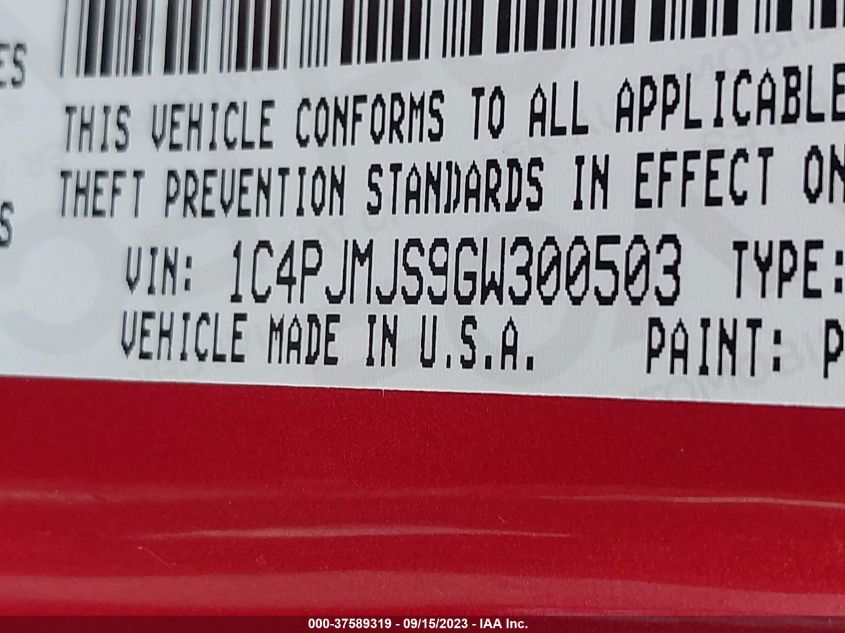 ES
THIS VEHICLE CONFORMS TO ALL APPLICABLE
THEFT PREVENTION STANDARDS IN EFFECT ON
S
VIN: 1C4PJMJS9GW300503 TYPE:
VEHICLE MADE IN U.S.A. PAINT: P
000-37589319 - 09/15/2023 - IAA Inc.